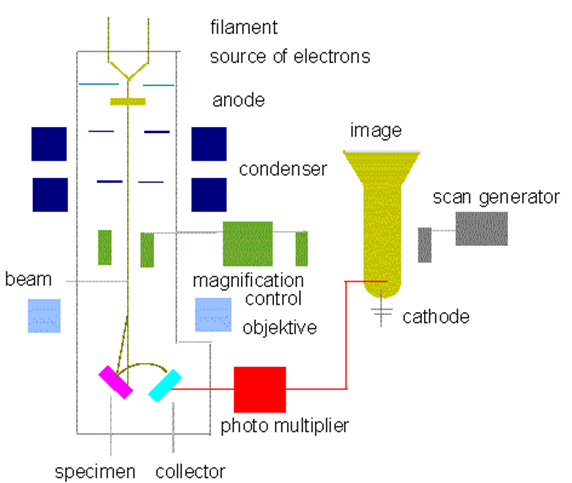 filament
source of electrons
anode
image
condenser
scan generator
beam
magnification
control
cathode
objektive
photo multiplier
specimen
collector